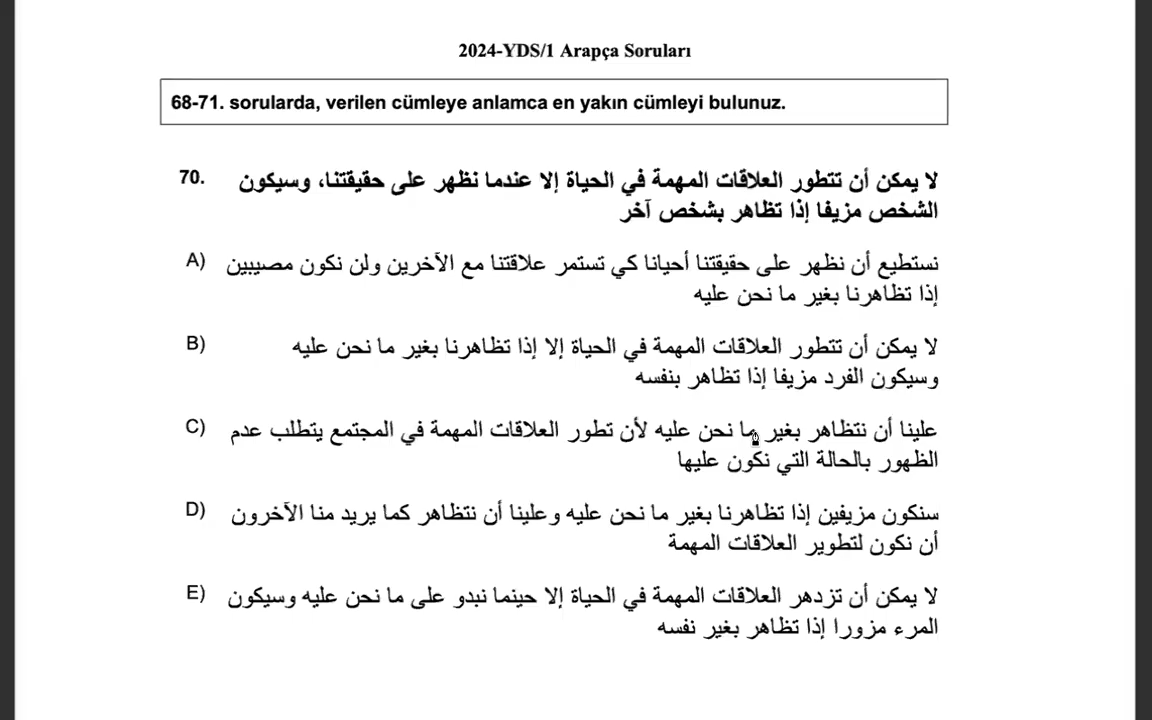 2024-YDS/1 Arapça Soruları
68-71. sorularda, verilen cümleye anlamca en yakın cümleyi bulunuz.
70. لا يمكن أن تتطور العلاقات المهمة في الحياة إلا عندما نظهر على حقيقتنا، وسيكون
الشخص مزيفا إذا تظاهر بشخص آخر
A) نستطيع أن نظهر على حقيقتنا أحيانا كي تستمر علاقتنا مع الآخرين ولن نكون مصيبين
إذا تظاهرنا بغير ما نحن عليه
B) لا يمكن أن تتطور العلاقات المهمة في الحياة إلا إذا تظاهرنا بغير ما نحن عليه
وسيكون الفرد مزيفا إذا تظاهر بنفسه
C) علينا أن نتظاهر بغير ما نحن عليه لأن تطور العلاقات المهمة في المجتمع يتطلب عدم
الظهور بالحالة التي نكون عليها
D) سنكون مزيفين إذا تظاهرنا بغير ما نحن عليه وعلينا أن نتظاهر كما يريد منا الآخرون
أن نكون لتطوير العلاقات المهمة
E) لا يمكن أن تزدهر العلاقات المهمة في الحياة إلا حينما نبدو على ما نحن عليه وسيكون
المرء مزورا إذا تظاهر بغير نفسه